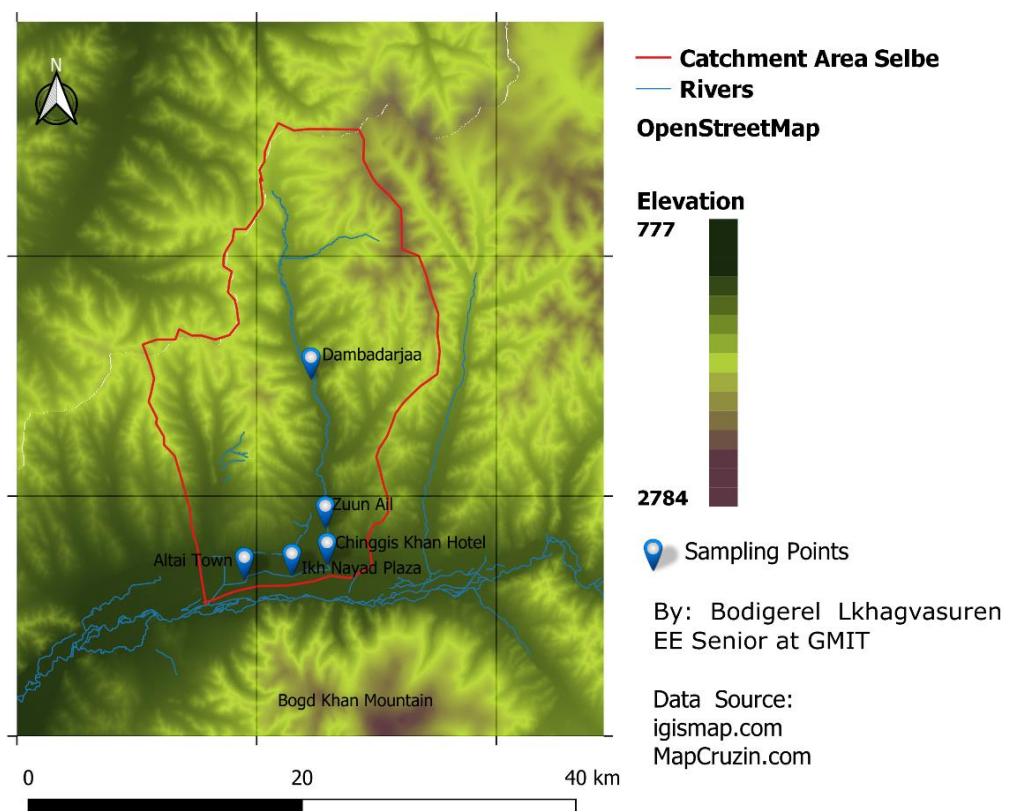 N
Catchment Area Selbe
Rivers
OpenStreetMap
Elevation
777
2784
Dambadarjaa
Zuun Ail
Chinggis Khan Hotel
Altai Town
Ikh Nayad Plaza
Bogd Khan Mountain
Sampling Points
By: Bodigerel Lkhagvasuren
EE Senior at GMIT
Data Source:
igismap.com
MapCruzin.com
0
20
40 km